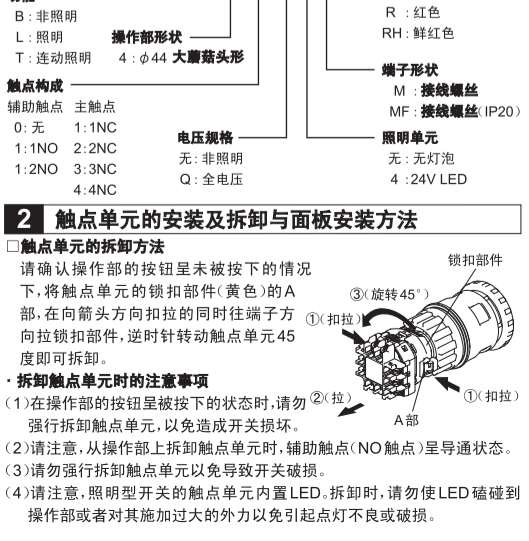 B：非照明
L：照明
T：连动照明
操作部形状
4：φ44 大蘑菇头形
R ：红色
RH：鲜红色
端子形状
M ：接线螺丝
MF：接线螺丝(IP20)
触点构成
辅助触点 主触点
0：无 1：1NC
1：1NO 2：2NC
1：2NO 3：3NC
4：4NC
电压规格
无：非照明
Q：全电压
照明单元
无：无灯泡
4 ：24V LED
2 触点单元的安装及拆卸与面板安装方法
□触点单元的拆卸方法
请确认操作部的按钮呈未被按下的情况
下，将触点单元的锁扣部件(黄色)的A
部，在向箭头方向扣拉的同时往端子方
向拉锁扣部件，逆时针转动触点单元45
度即可拆卸。
锁扣部件
③(旋转45°)
①(扣拉)
②(拉)
①(扣拉)
A部
・拆卸触点单元时的注意事项
(1)在操作部的按钮呈被按下的状态时，请勿
强行拆卸触点单元，以免造成开关损坏。
(2)请注意，从操作部上拆卸触点单元时，辅助触点(NO触点)呈导通状态。
(3)请勿强行拆卸触点单元以免导致开关破损。
(4)请注意，照明型开关的触点单元内置LED。拆卸时，请勿使LED磕碰到
操作部或者对其施加过大的外力以免引起点灯不良或破损。